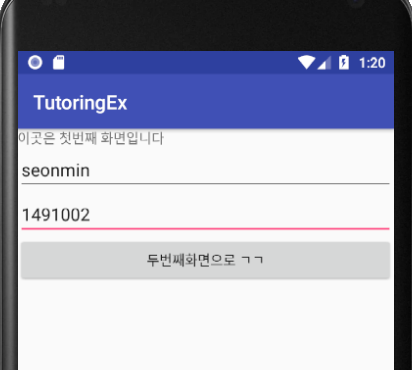 1:20
TutoringEx
이곳은 첫번째 화면입니다
seonmin
1491002
두번째화면으로 ㄱㄱ